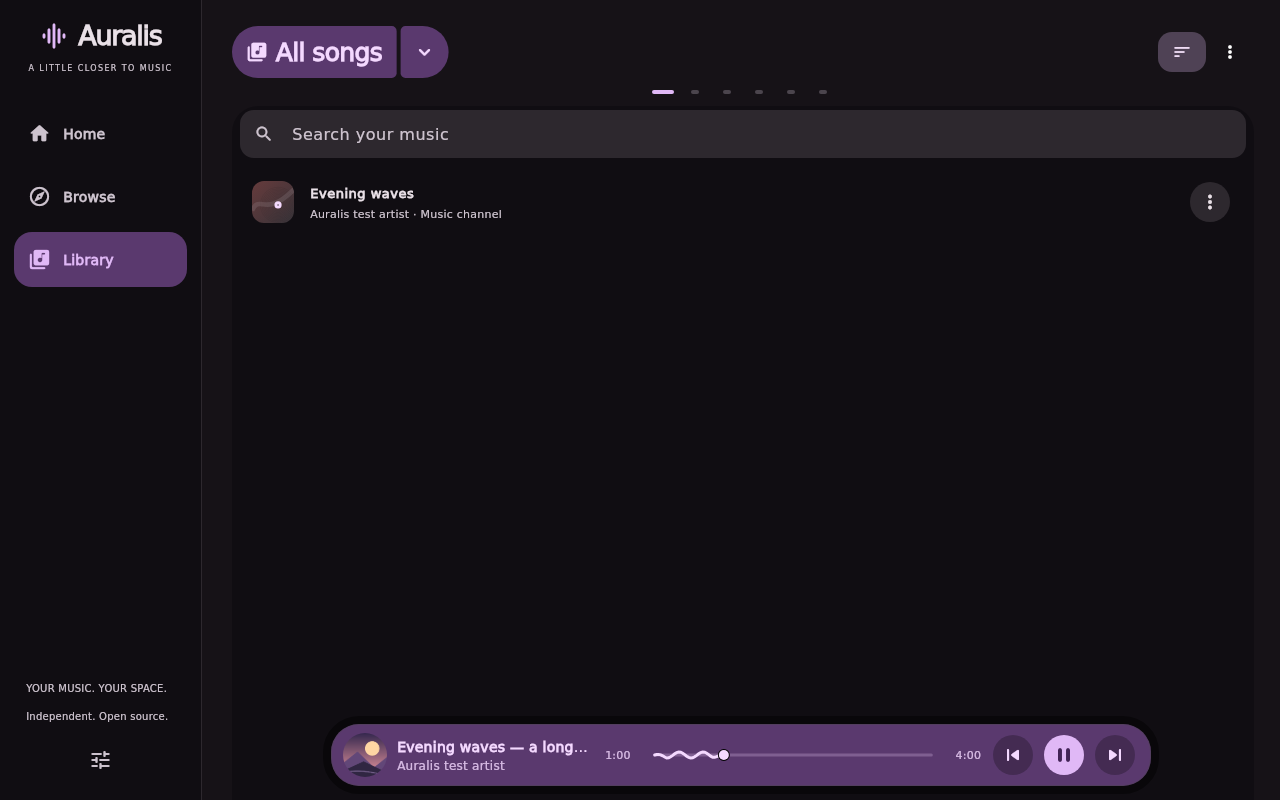 Auralis
A LITTLE CLOSER TO MUSIC
Home
Browse
Library
YOUR MUSIC. YOUR SPACE.
Independent. Open source.
All songs
Search your music
Evening waves
Auralis test artist · Music channel
Evening waves — a long...
Auralis test artist
1:00
4:00